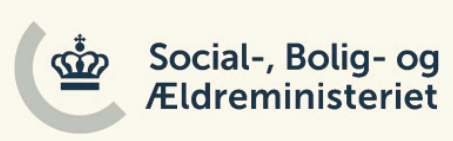 Social-, Bolig- og
Ældreministeriet